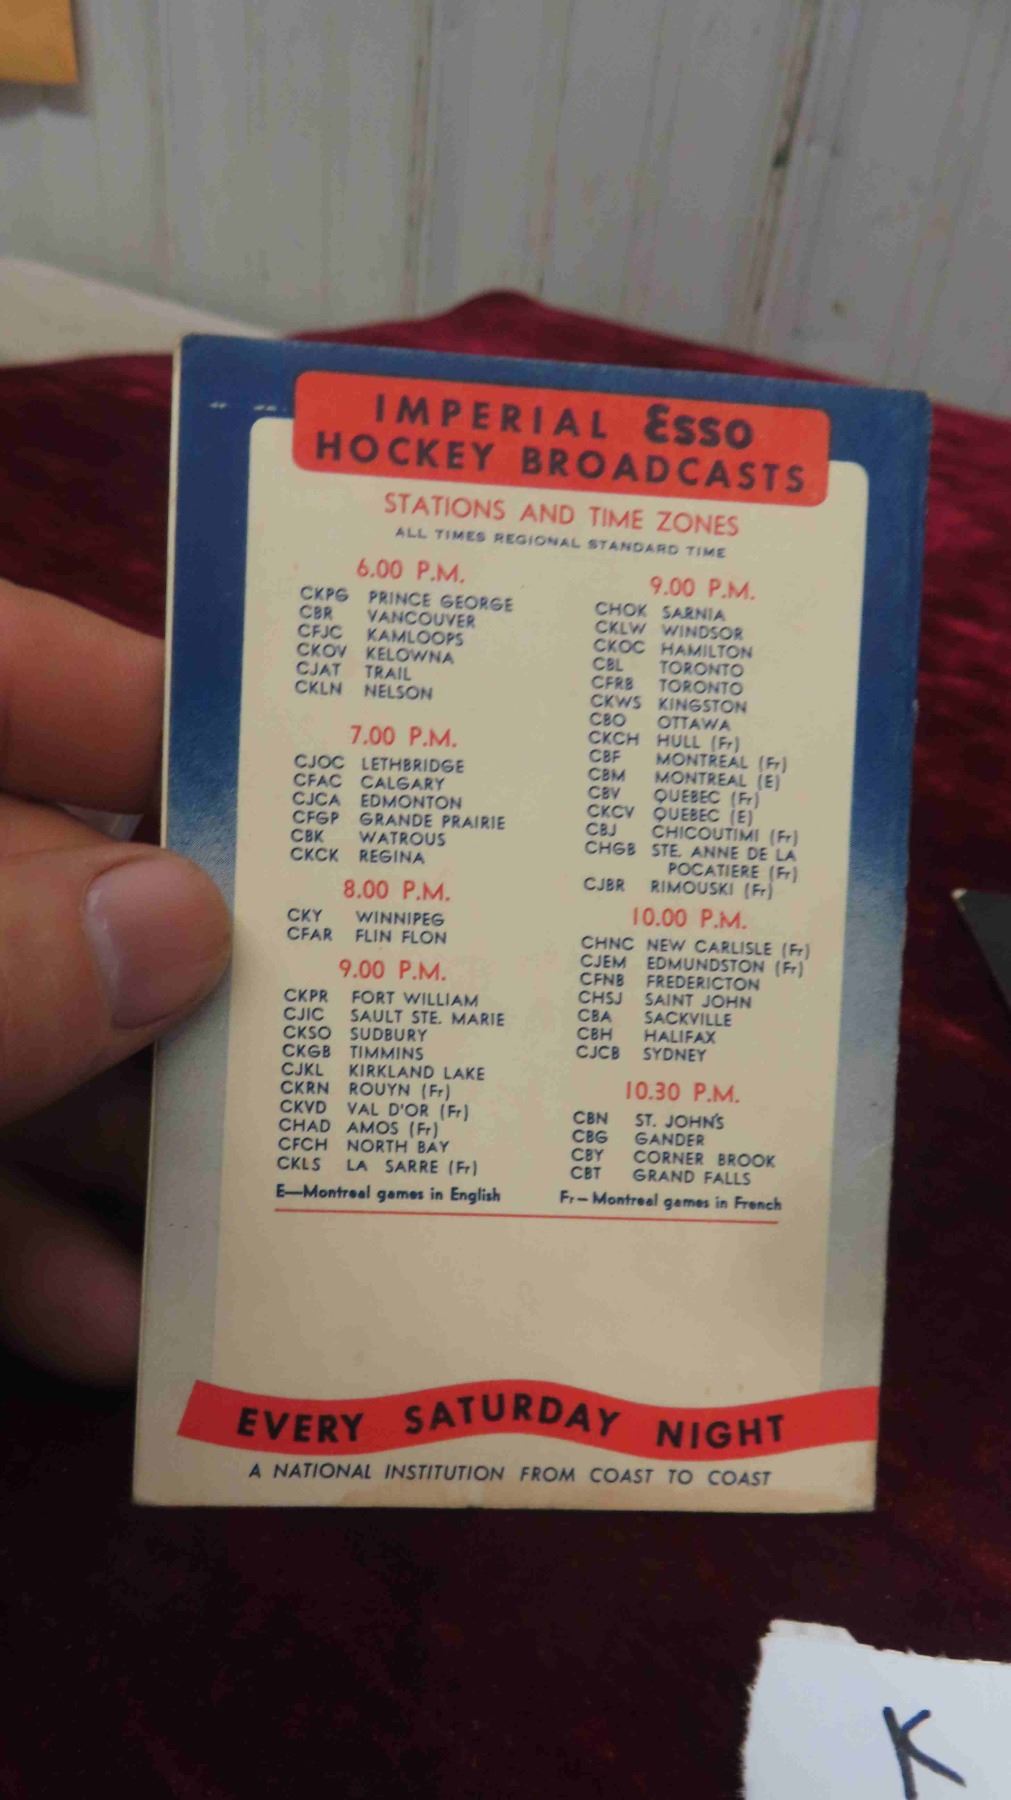 IMPERIAL Esso
HOCKEY BROADCASTS
STATIONS AND TIME ZONES
ALL TIMES REGIONAL STANDARD TIME
6.00 P.M.
CKPG PRINCE GEORGE
CBR VANCOUVER
CFJC KAMLOOPS
CKOV KELOWNA
CJAT TRAIL
CKLN NELSON
7.00 P.M.
CJOC LETHBRIDGE
CFAC CALGARY
CJCA EDMONTON
CFGP GRANDE PRAIRIE
CBK WATROUS
CKCK REGINA
8.00 P.M.
CKY WINNIPEG
CFAR FLIN FLON
9.00 P.M.
CKPR FORT WILLIAM
CJIC SAULT STE. MARIE
CKSO SUDBURY
CKGB TIMMINS
CJKL KIRKLAND LAKE
CKRN ROUYN (Fr)
CKVD VAL D'OR (Fr)
CHAD AMOS (Fr)
CFCH NORTH BAY
CKLS LA SARRE (Fr)
E—Montreal games in English
9.00 P.M.
CHOK SARNIA
CKLW WINDSOR
CKOC HAMILTON
CBL TORONTO
CFRB TORONTO
CKWS KINGSTON
CBO OTTAWA
CKCH HULL (Fr)
CBF MONTREAL (Fr)
CBM MONTREAL (E)
CBV QUEBEC (Fr)
CKCV QUEBEC (E)
CBJ CHICOUTIMI (Fr)
CHGB STE. ANNE DE LA
POCATIERE (Fr)
CJBR RIMOUSKI (Fr)
10.00 P.M.
CHNC NEW CARLISLE (Fr)
CJEM EDMUNDSTON (Fr)
CFNB FREDERICTON
CHSJ SAINT JOHN
CBA SACKVILLE
CBH HALIFAX
CJCB SYDNEY
10.30 P.M.
CBN ST. JOHN'S
CBG GANDER
CBY CORNER BROOK
CBT GRAND FALLS
Fr—Montreal games in French
EVERY SATURDAY NIGHT
A NATIONAL INSTITUTION FROM COAST TO COAST
K